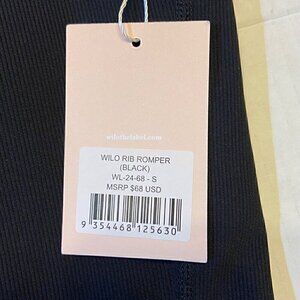 wilothelabel.com
WILO RIB ROMPER
(BLACK)
WL-24-68 - S
MSRP $68 USD
9 354468 125630